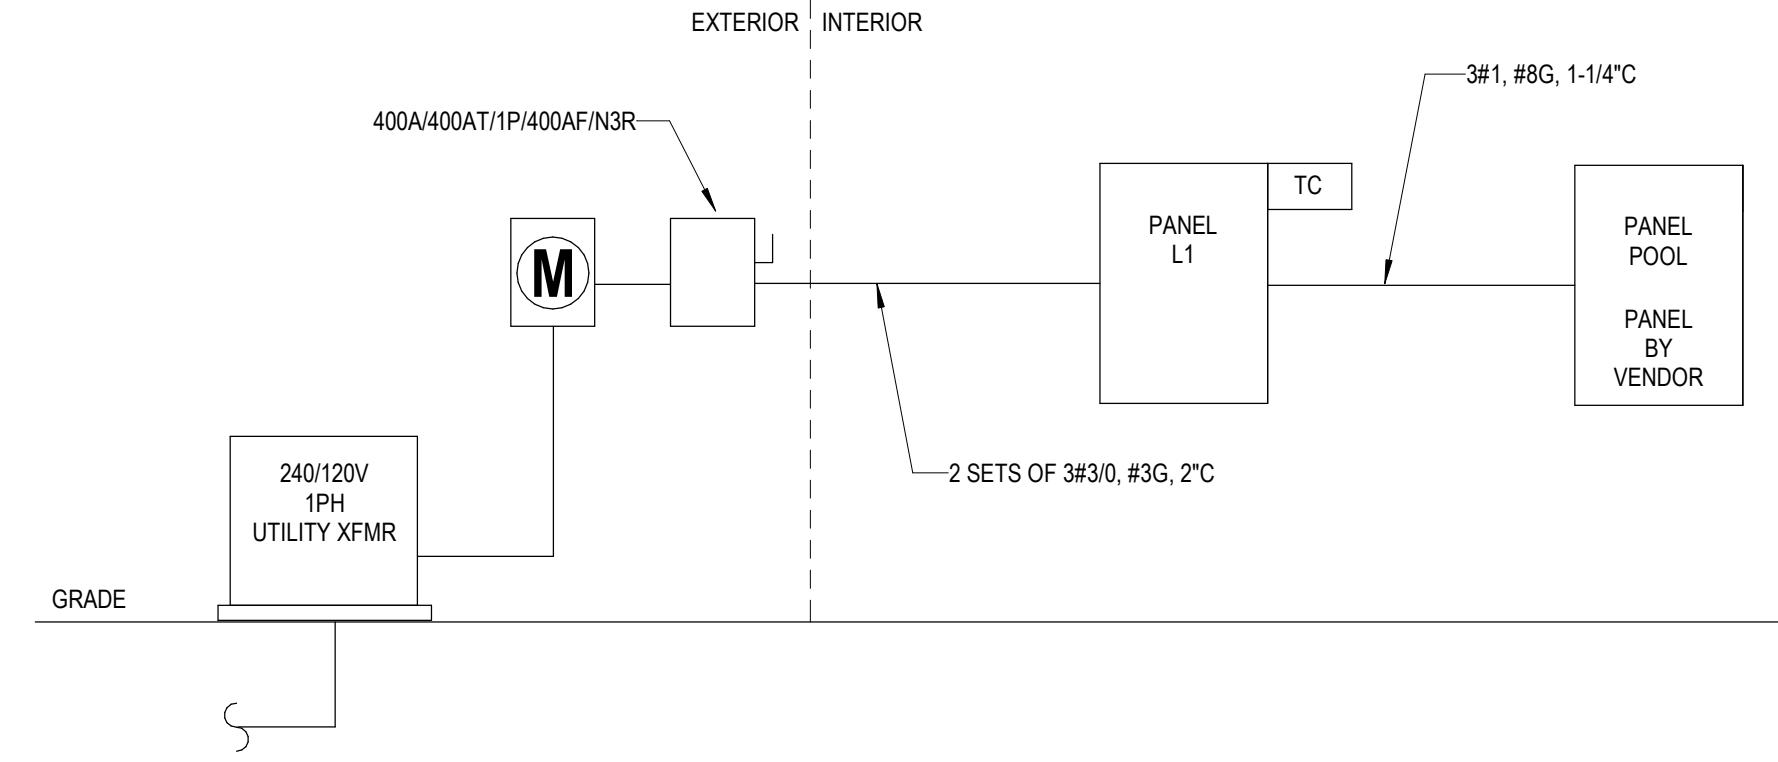 EXTERIOR
INTERIOR
3#1, #8G, 1-1/4"C
400A/400AT/1P/400AF/N3R
TC
PANEL
L1
PANEL
POOL
PANEL
BY
VENDOR
M
2 SETS OF 3#3/0, #3G, 2"C
240/120V
1PH
UTILITY XFMR
GRADE